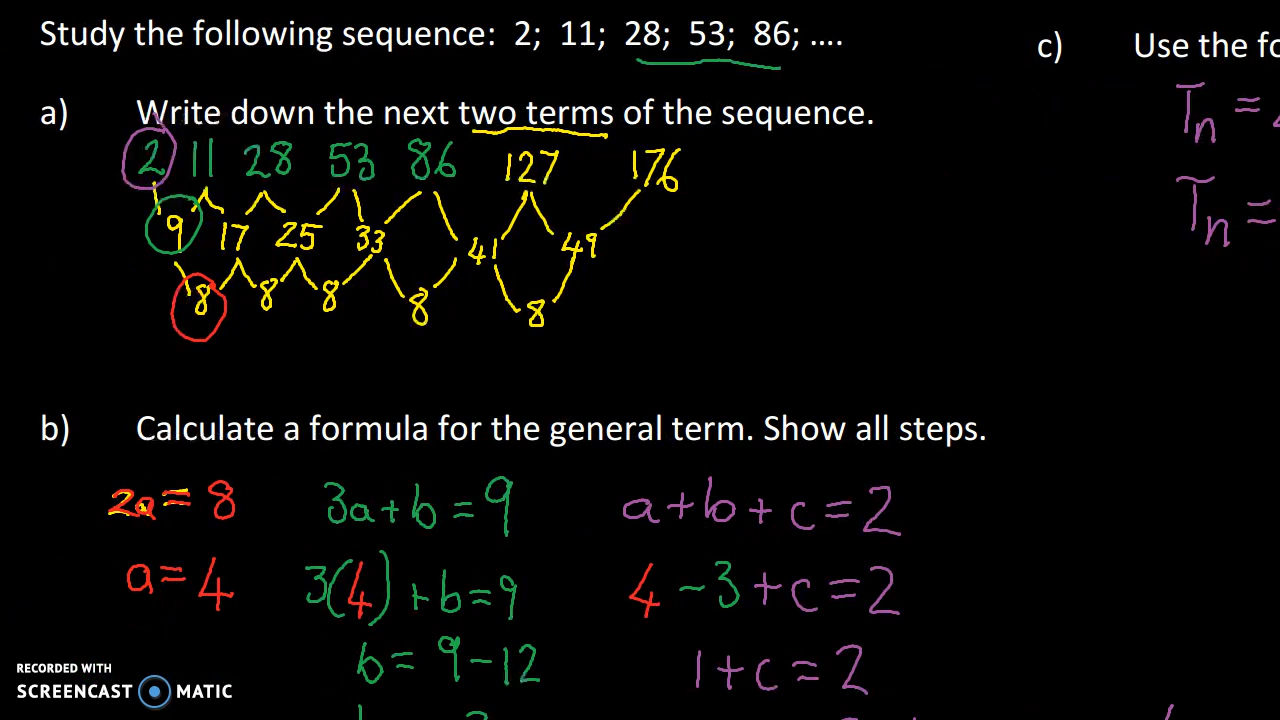 Study the following sequence: 2; 11; 28; 53; 86; ....
a) Write down the next two terms of the sequence.
2 11 28 53 86 127 176
9 17 25 33 41 49
8 8 8 8 8
b) Calculate a formula for the general term. Show all steps.
2a = 8 3a + b = 9 a + b + c = 2
a = 4 3(4) + b = 9 4 - 3 + c = 2
b = 9 - 12 1 + c = 2
c) Use the fo
Tn =
Tn =
RECORDED WITH
SCREENCAST MATIC